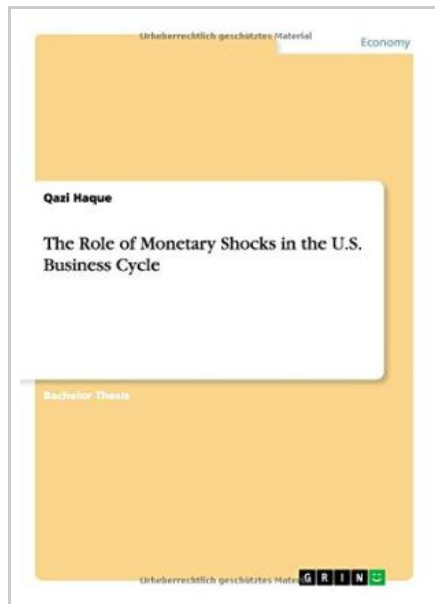 Urheberrechtlich geschütztes Material
Economy
Qazi Haque
The Role of Monetary Shocks in the U.S.
Business Cycle
Bachelor Thesis
Urheberrechtlich geschütztes Mate
GRIN